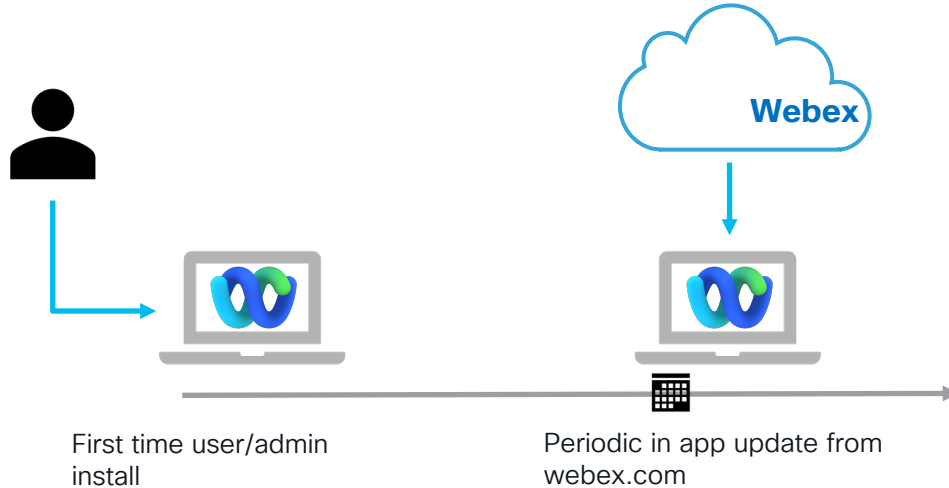 Webex
First time user/admin
install
Periodic in app update from
webex.com